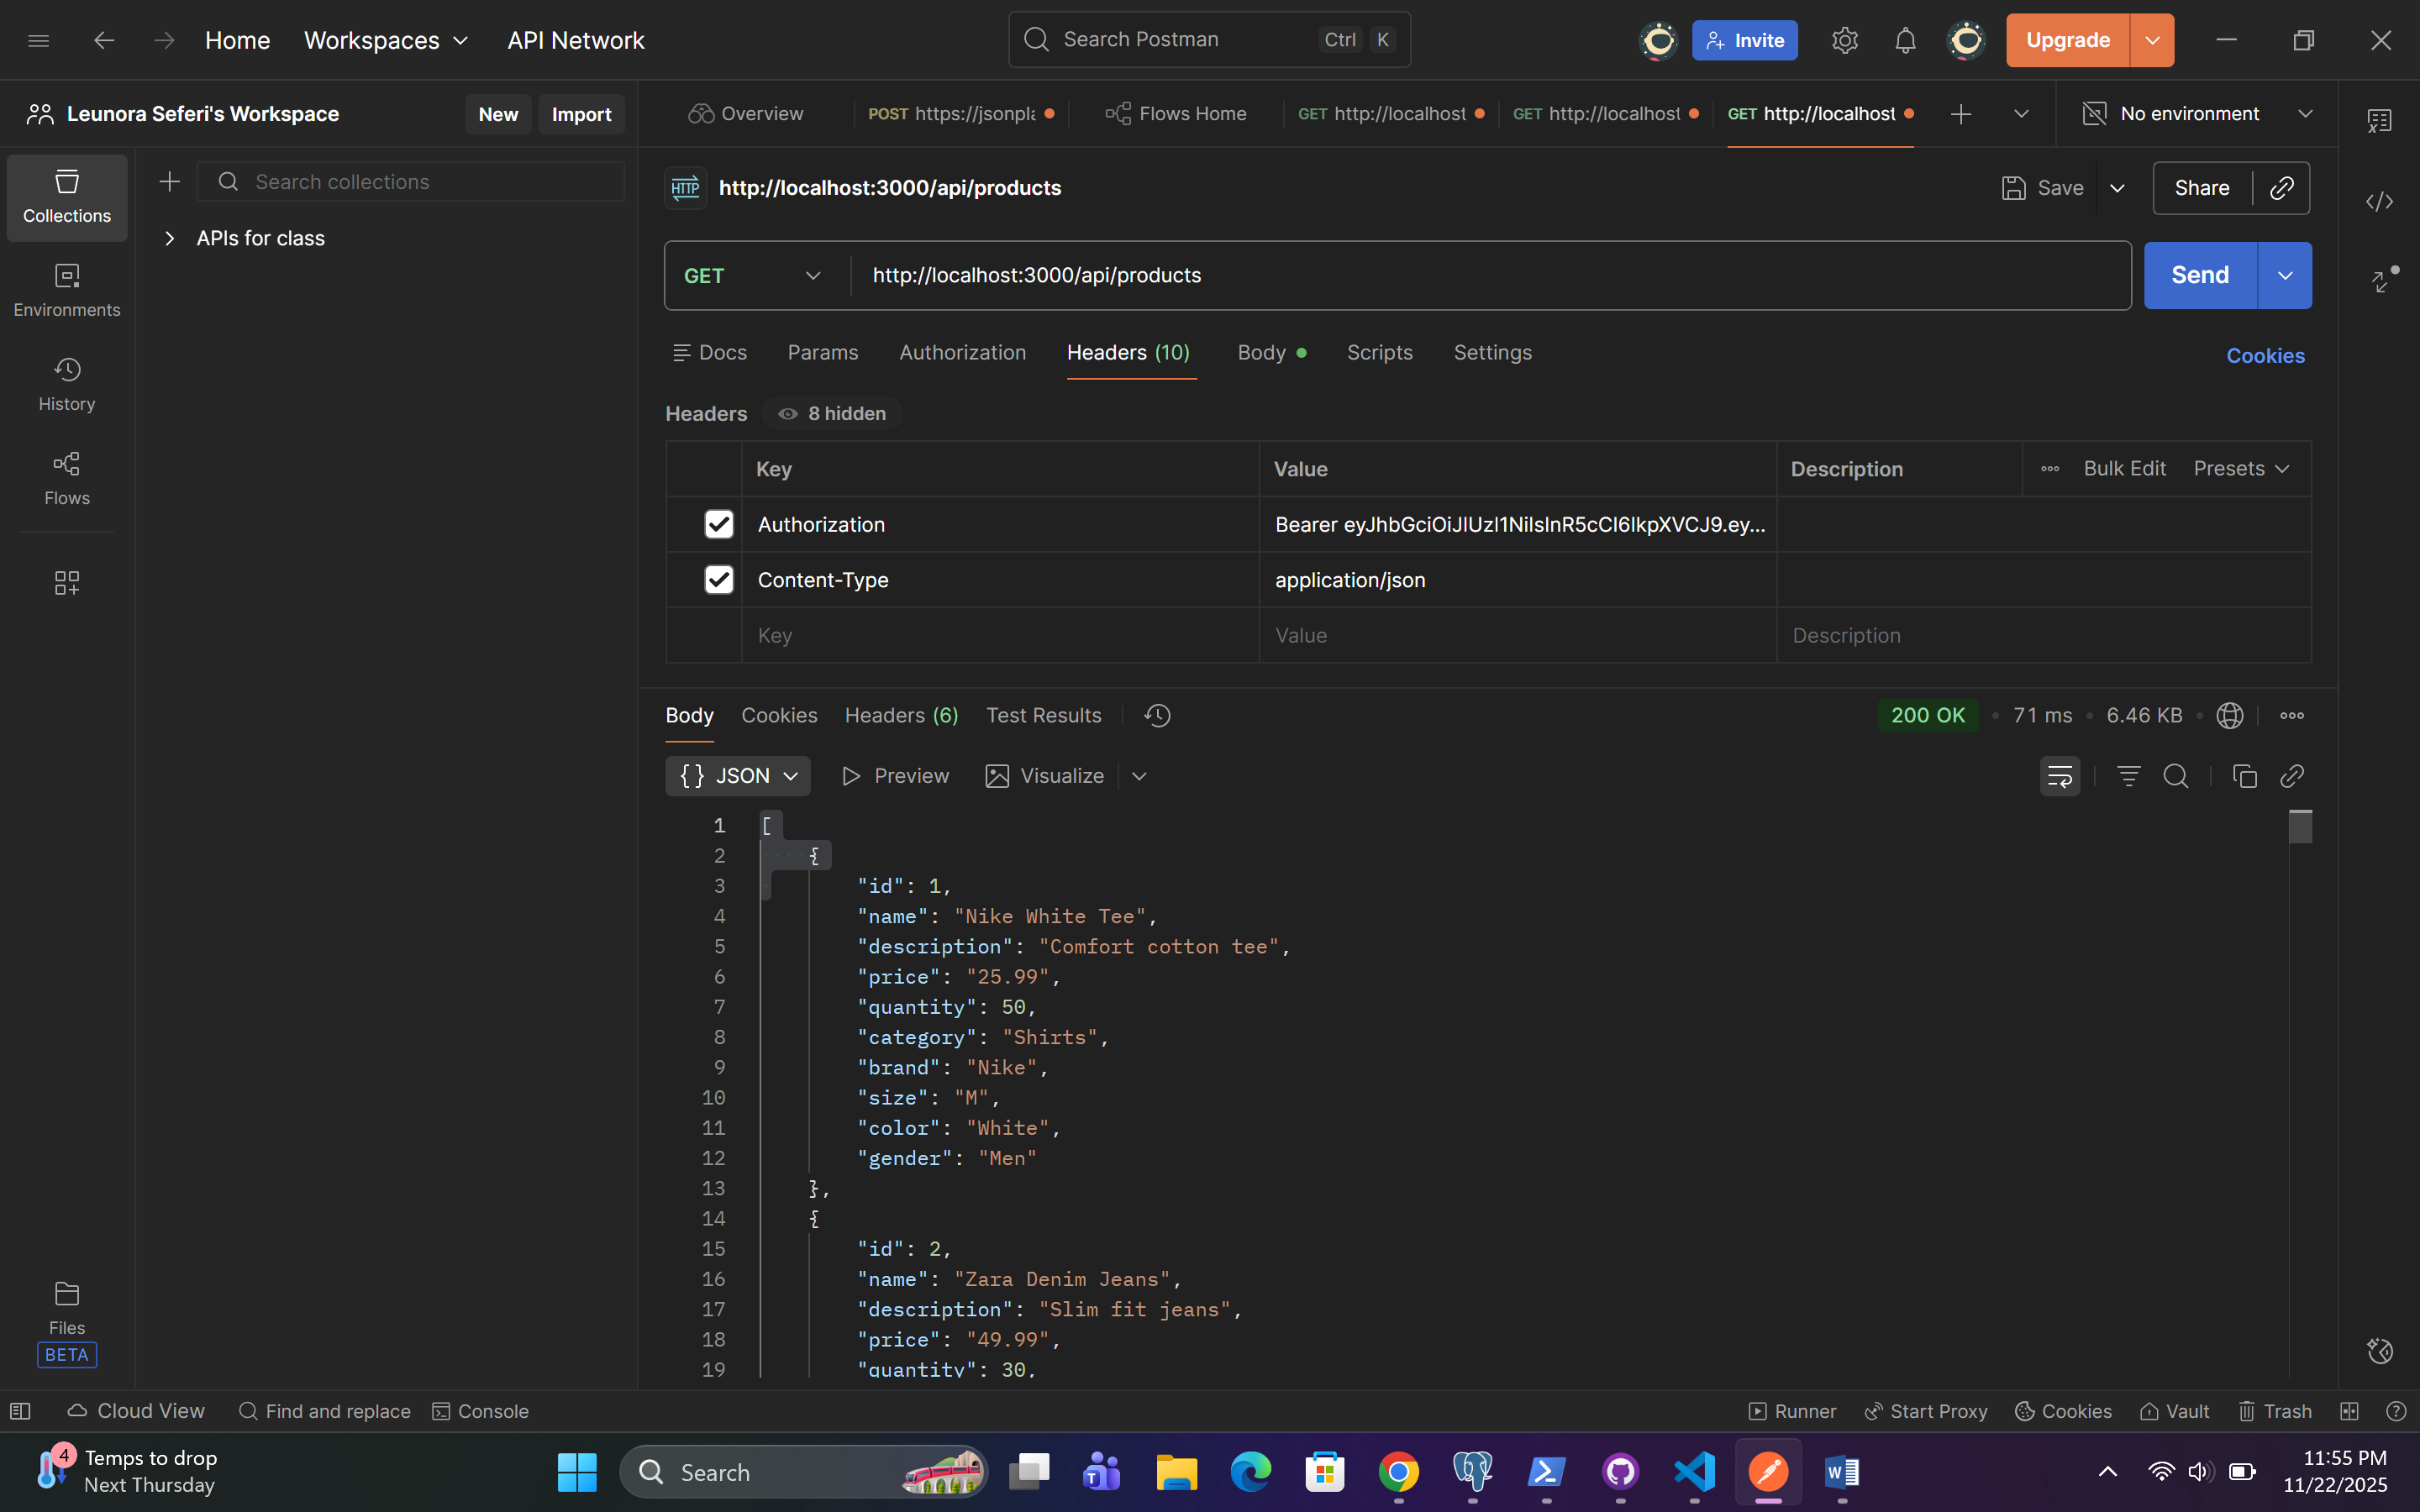 Home Workspaces API Network Search Postman Ctrl K Invite Upgrade
Leunora Seferi's Workspace New Import Overview POST https://jsonpla Flows Home GET http://localhost GET http://localhost GET http://localhost No environment
Collections
Search collections
HTTP http://localhost:3000/api/products Save Share
APIs for class
Environments
GET http://localhost:3000/api/products Send
Docs Params Authorization Headers (10) Body Scripts Settings Cookies
History
Headers 8 hidden
Key Value Description Bulk Edit Presets
Flows
Authorization Bearer eyJhbGciOiJIUzI1NiIsInR5cCI6IkpXVCJ9.ey...
Content-Type application/json
Key Value Description
Body Cookies Headers (6) Test Results 200 OK 71 ms 6.46 KB
{} JSON Preview Visualize
1 [
2 {
3 "id": 1,
4 "name": "Nike White Tee",
5 "description": "Comfort cotton tee",
6 "price": "25.99",
7 "quantity": 50,
8 "category": "Shirts",
9 "brand": "Nike",
10 "size": "M",
11 "color": "White",
12 "gender": "Men"
13 },
14 {
15 "id": 2,
16 "name": "Zara Denim Jeans",
17 "description": "Slim fit jeans",
18 "price": "49.99",
19 "quantity": 30,
Files
BETA
Cloud View Find and replace Console Runner Start Proxy Cookies Vault Trash
4 Temps to drop
Next Thursday
Search
11:55 PM
11/22/2025